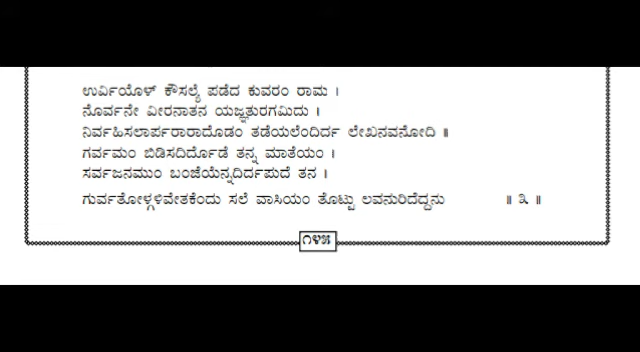 ಉರ್ವಿಯೊಳ್ ಕೌಸಲ್ಯೆ ಪಡೆದ ಕುವರಂ ರಾಮ ।
ನೊರ್ವನೇ ವೀರನಾತನ ಯಜ್ಞತುರಗಮಿದು ।
ನಿರ್ವಹಿಸಲಾರ್ಪರಾರಾದೊಡಂ ತಡೆಯಲೆಂದಿರ್ದ ಲೇಖನವನೋದಿ ॥
ಗರ್ವಮಂ ಬಿಡಿಸದಿರ್ದೊಡೆ ತನ್ನ ಮಾತೆಯಂ ।
ಸರ್ವಜನಮುಂ ಬಂಜೆಯೆನ್ನದಿರ್ದಪುದೆ ತನ ।
ಗುರ್ವತೋಳ್ಗಳಿವೇತಕೆಂದು ಸಲೆ ವಾಸಿಯಂ ತೊಟ್ಟು ಲವನುರಿದೆದ್ದನು ॥ ೩ ॥
೧೪೫